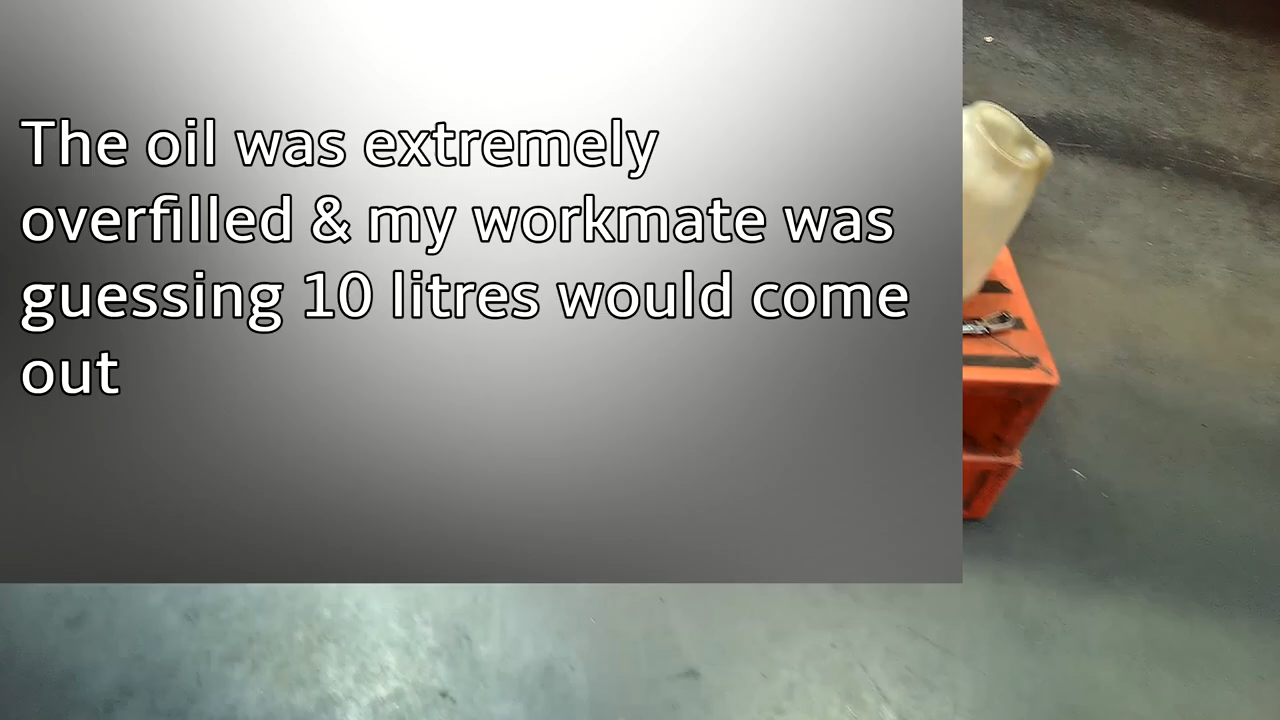 The oil was extremely
overfilled & my workmate was
guessing 10 litres would come
out